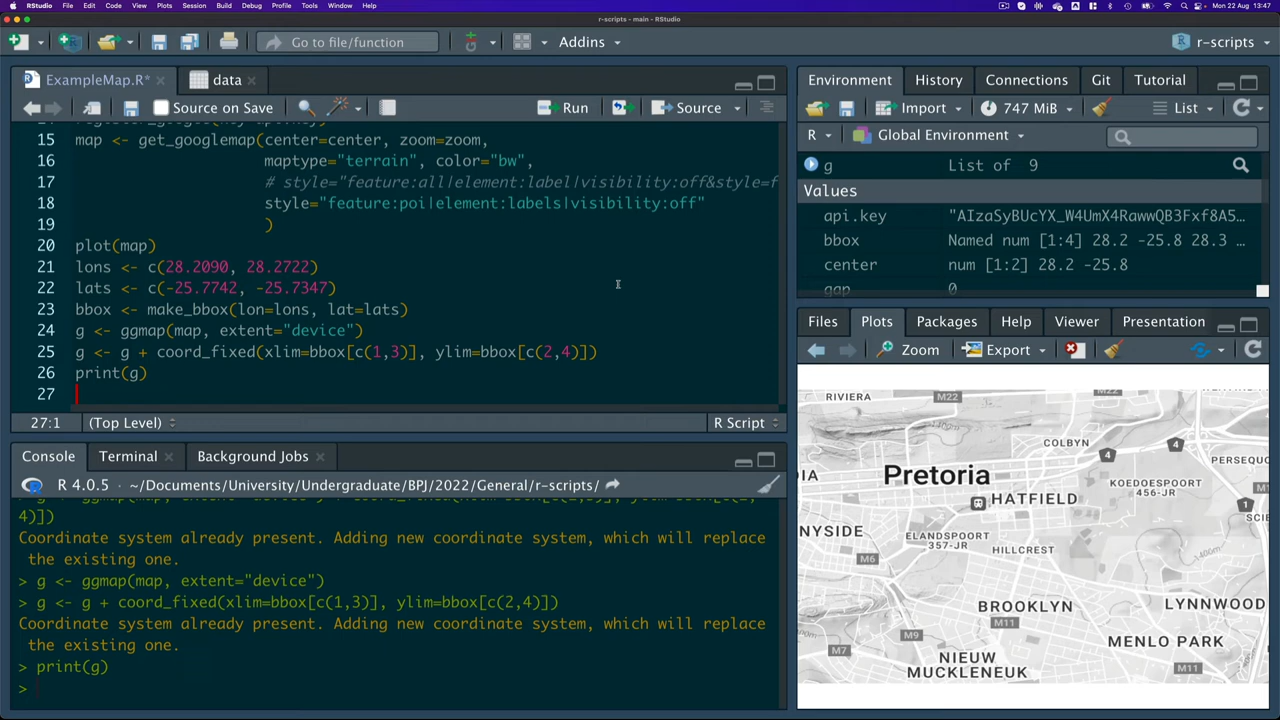 RStudio File Edit Code View Plots Session Build Debug Profile Tools Window Help Mon 22 Aug 13:47
r-scripts - main - RStudio
Go to file/function Addins r-scripts
ExampleMap.R* data
Source on Save Run Source
15 map <- get_googlemap(center=center, zoom=zoom,
16 maptype="terrain", color="bw",
17 # style="feature:all|element:label|visibility:off&style=f
18 style="feature:poi|element:labels|visibility:off"
19 )
20 plot(map)
21 lons <- c(28.2090, 28.2722)
22 lats <- c(-25.7742, -25.7347)
23 bbox <- make_bbox(lon=lons, lat=lats)
24 g <- ggmap(map, extent="device")
25 g <- g + coord_fixed(xlim=bbox[c(1,3)], ylim=bbox[c(2,4)])
26 print(g)
27
27:1 (Top Level) R Script
Console Terminal Background Jobs
R 4.0.5 · ~/Documents/University/Undergraduate/BPJ/2022/General/r-scripts/
4)])
Coordinate system already present. Adding new coordinate system, which will replace
the existing one.
> g <- ggmap(map, extent="device")
> g <- g + coord_fixed(xlim=bbox[c(1,3)], ylim=bbox[c(2,4)])
Coordinate system already present. Adding new coordinate system, which will replace
the existing one.
> print(g)
>
Environment History Connections Git Tutorial
Import 747 MiB List
R Global Environment
g List of 9
Values
api.key "AIzaSyBUcYX_W4UmX4RawwQB3Fxf8A5…
bbox Named num [1:4] 28.2 -25.8 28.3 ...
center num [1:2] 28.2 -25.8
gap 0
Files Plots Packages Help Viewer Presentation
Zoom Export
RIVIERA M22 M22
COLBYN
4
4
PERSEQU
Pretoria
KOEDOESPOORT
456-JR
HATFIELD
1
NYSIDE
ELANDSPOORT
357-JR
HILLCREST
M6
1,400m
BROOKLYN
LYNNWOOD
M11
M9
MENLO PARK
M7
NIEUW
MUCKLENEUK
M11